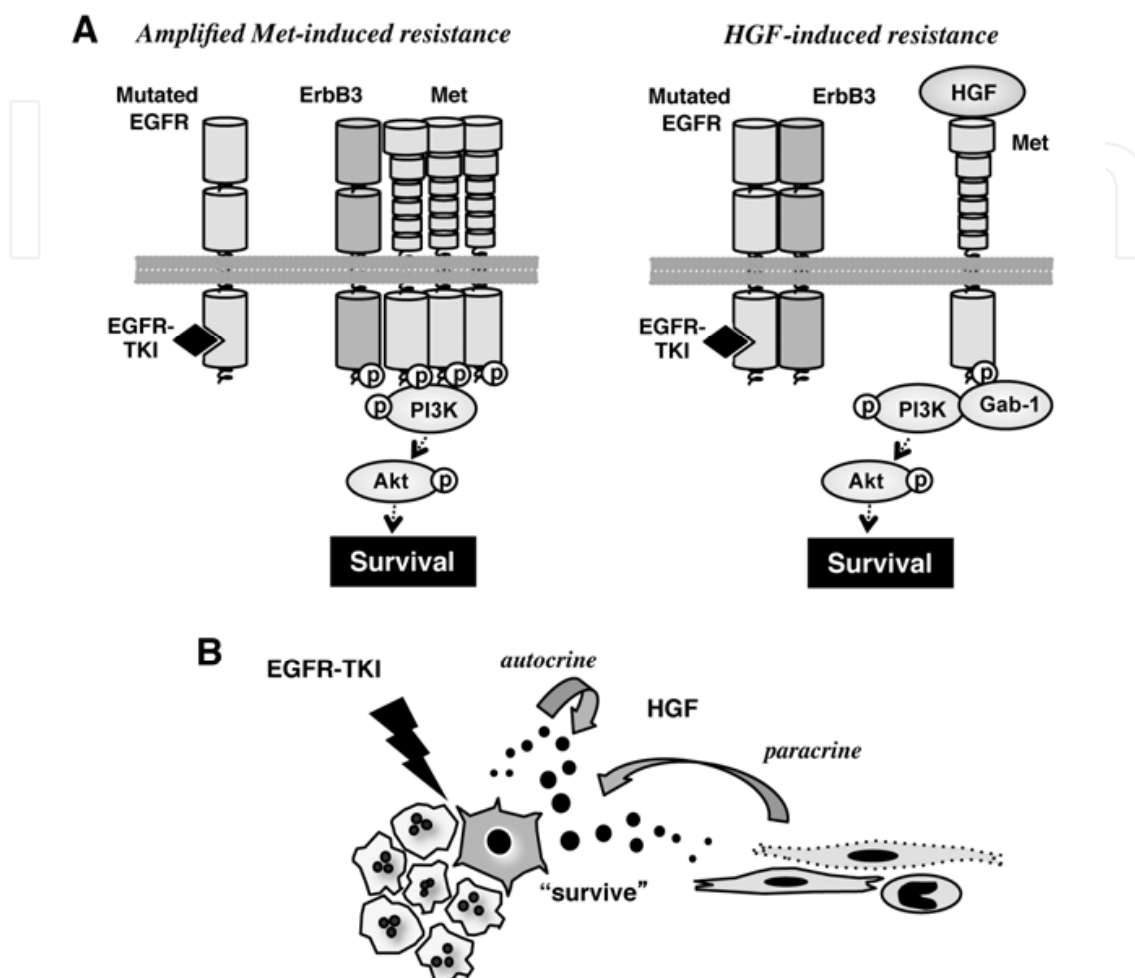 A
Amplified Met-induced resistance
HGF-induced resistance
Mutated
EGFR
ErbB3
Met
EGFR-
TKI
p
p
p
p
p
PI3K
Akt
p
Survival
Mutated
EGFR
ErbB3
HGF
Met
EGFR-
TKI
p
p
PI3K
Gab-1
Akt
p
Survival
B
EGFR-TKI
autocrine
HGF
paracrine
“survive”